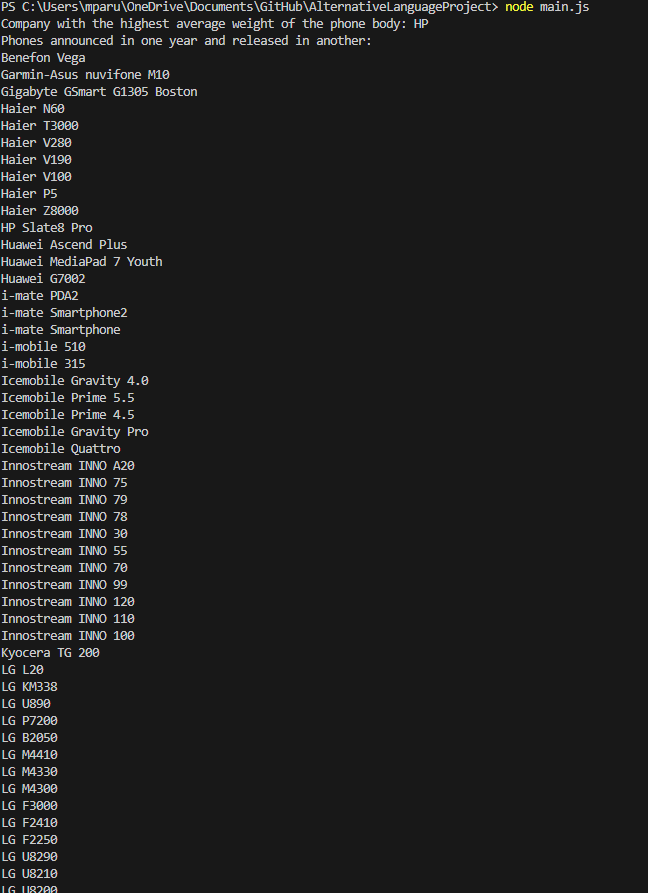 PS C:\Users\mparu\OneDrive\Documents\GitHub\AlternativeLanguageProject> node main.js
Company with the highest average weight of the phone body: HP
Phones announced in one year and released in another:
Benefon Vega
Garmin-Asus nuvifone M10
Gigabyte GSmart G1305 Boston
Haier N60
Haier T3000
Haier V280
Haier V190
Haier V100
Haier P5
Haier Z8000
HP Slate8 Pro
Huawei Ascend Plus
Huawei MediaPad 7 Youth
Huawei G7002
i-mate PDA2
i-mate Smartphone2
i-mate Smartphone
i-mobile 510
i-mobile 315
Icemobile Gravity 4.0
Icemobile Prime 5.5
Icemobile Prime 4.5
Icemobile Gravity Pro
Icemobile Quattro
Innostream INNO A20
Innostream INNO 75
Innostream INNO 79
Innostream INNO 78
Innostream INNO 30
Innostream INNO 55
Innostream INNO 70
Innostream INNO 99
Innostream INNO 120
Innostream INNO 110
Innostream INNO 100
Kyocera TG 200
LG L20
LG KM338
LG U890
LG P7200
LG B2050
LG M4410
LG M4330
LG M4300
LG F3000
LG F2410
LG F2250
LG U8290
LG U8210
LG U8200